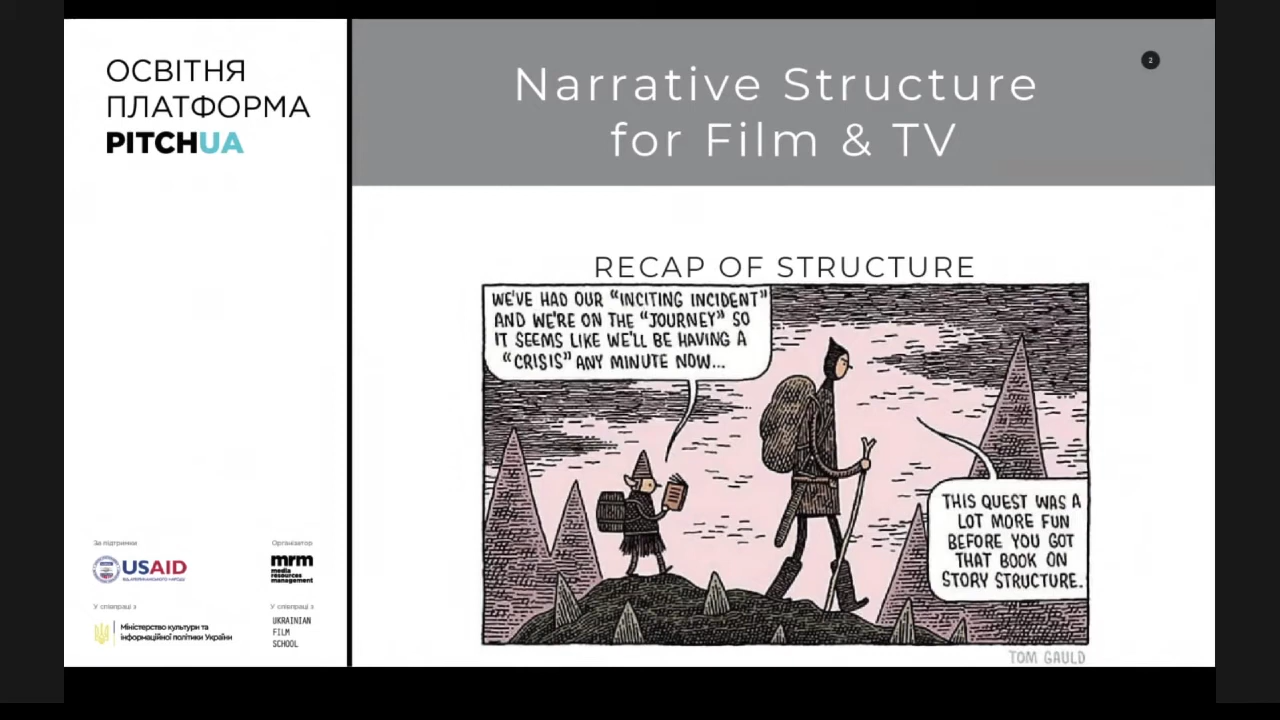 ОСВІТНЯ
ПЛАТФОРМА
PITCHUA
За підтримки
USAID
ВІД АМЕРИКАНСЬКОГО НАРОДУ
Організатор
mrm
media
resources
management
У співпраці з
Міністерство культури та
інформаційної політики України
У співпраці з
UKRAINIAN
FILM
SCHOOL
Narrative Structure
for Film & TV
2
RECAP OF STRUCTURE
WE'VE HAD OUR "INCITING INCIDENT"
AND WE'RE ON THE "JOURNEY" SO
IT SEEMS LIKE WE'LL BE HAVING A
"CRISIS" ANY MINUTE NOW...
THIS QUEST WAS A
LOT MORE FUN
BEFORE YOU GOT
THAT BOOK ON
STORY STRUCTURE.
TOM GAULD